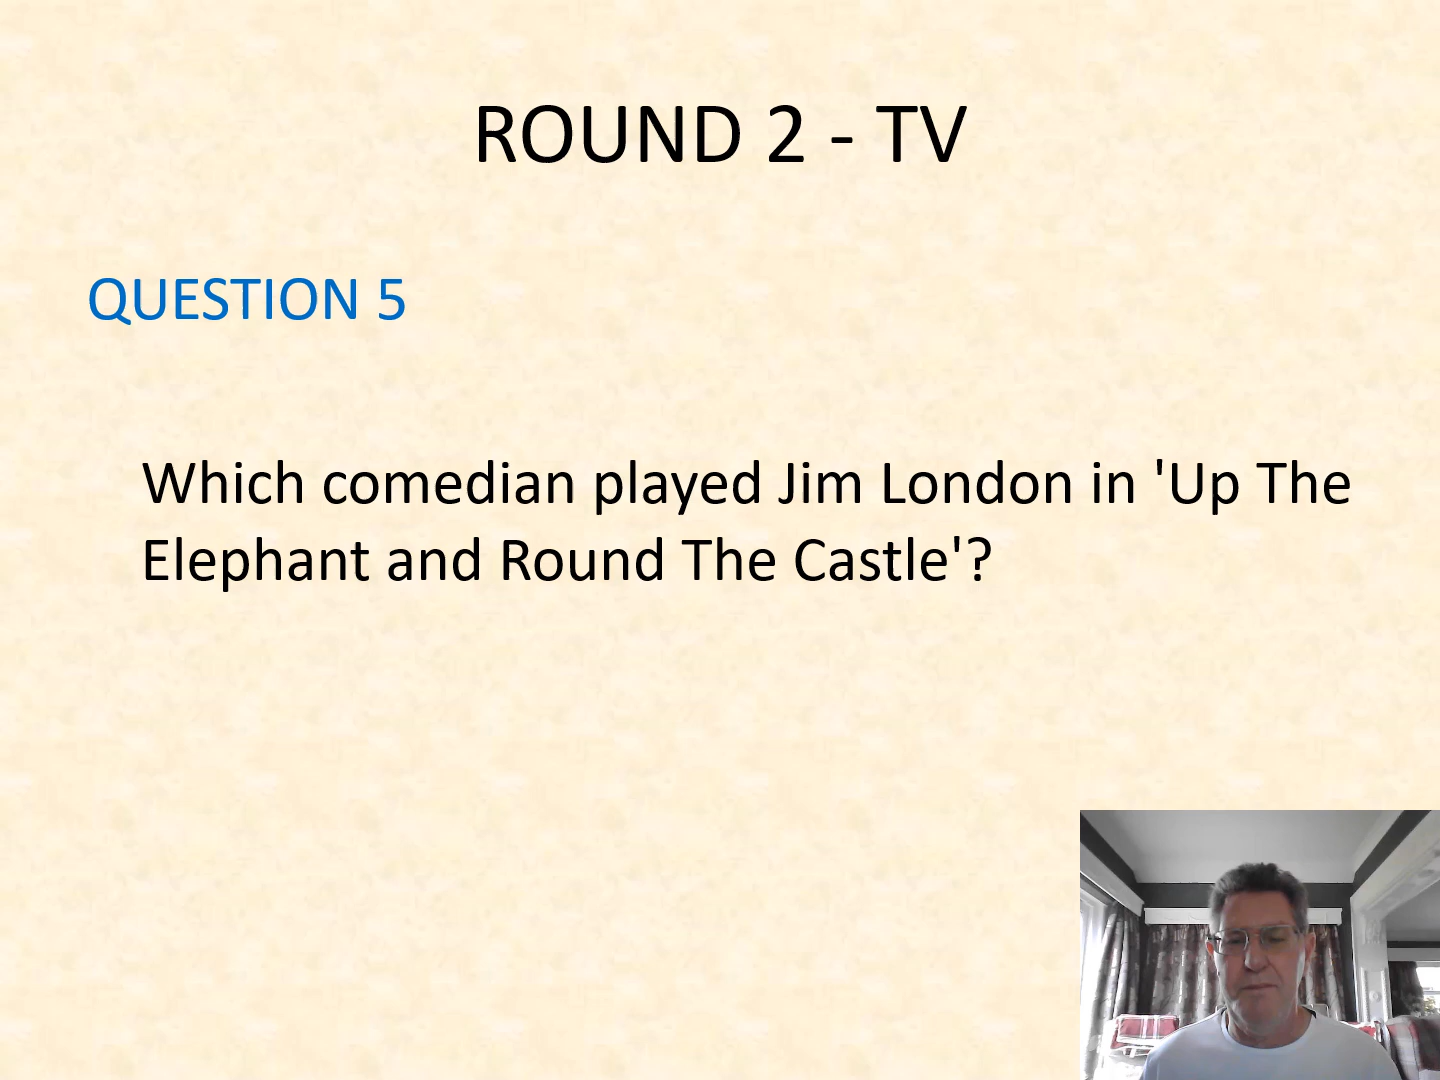 ROUND 2 - TV
QUESTION 5
Which comedian played Jim London in 'Up The
Elephant and Round The Castle'?